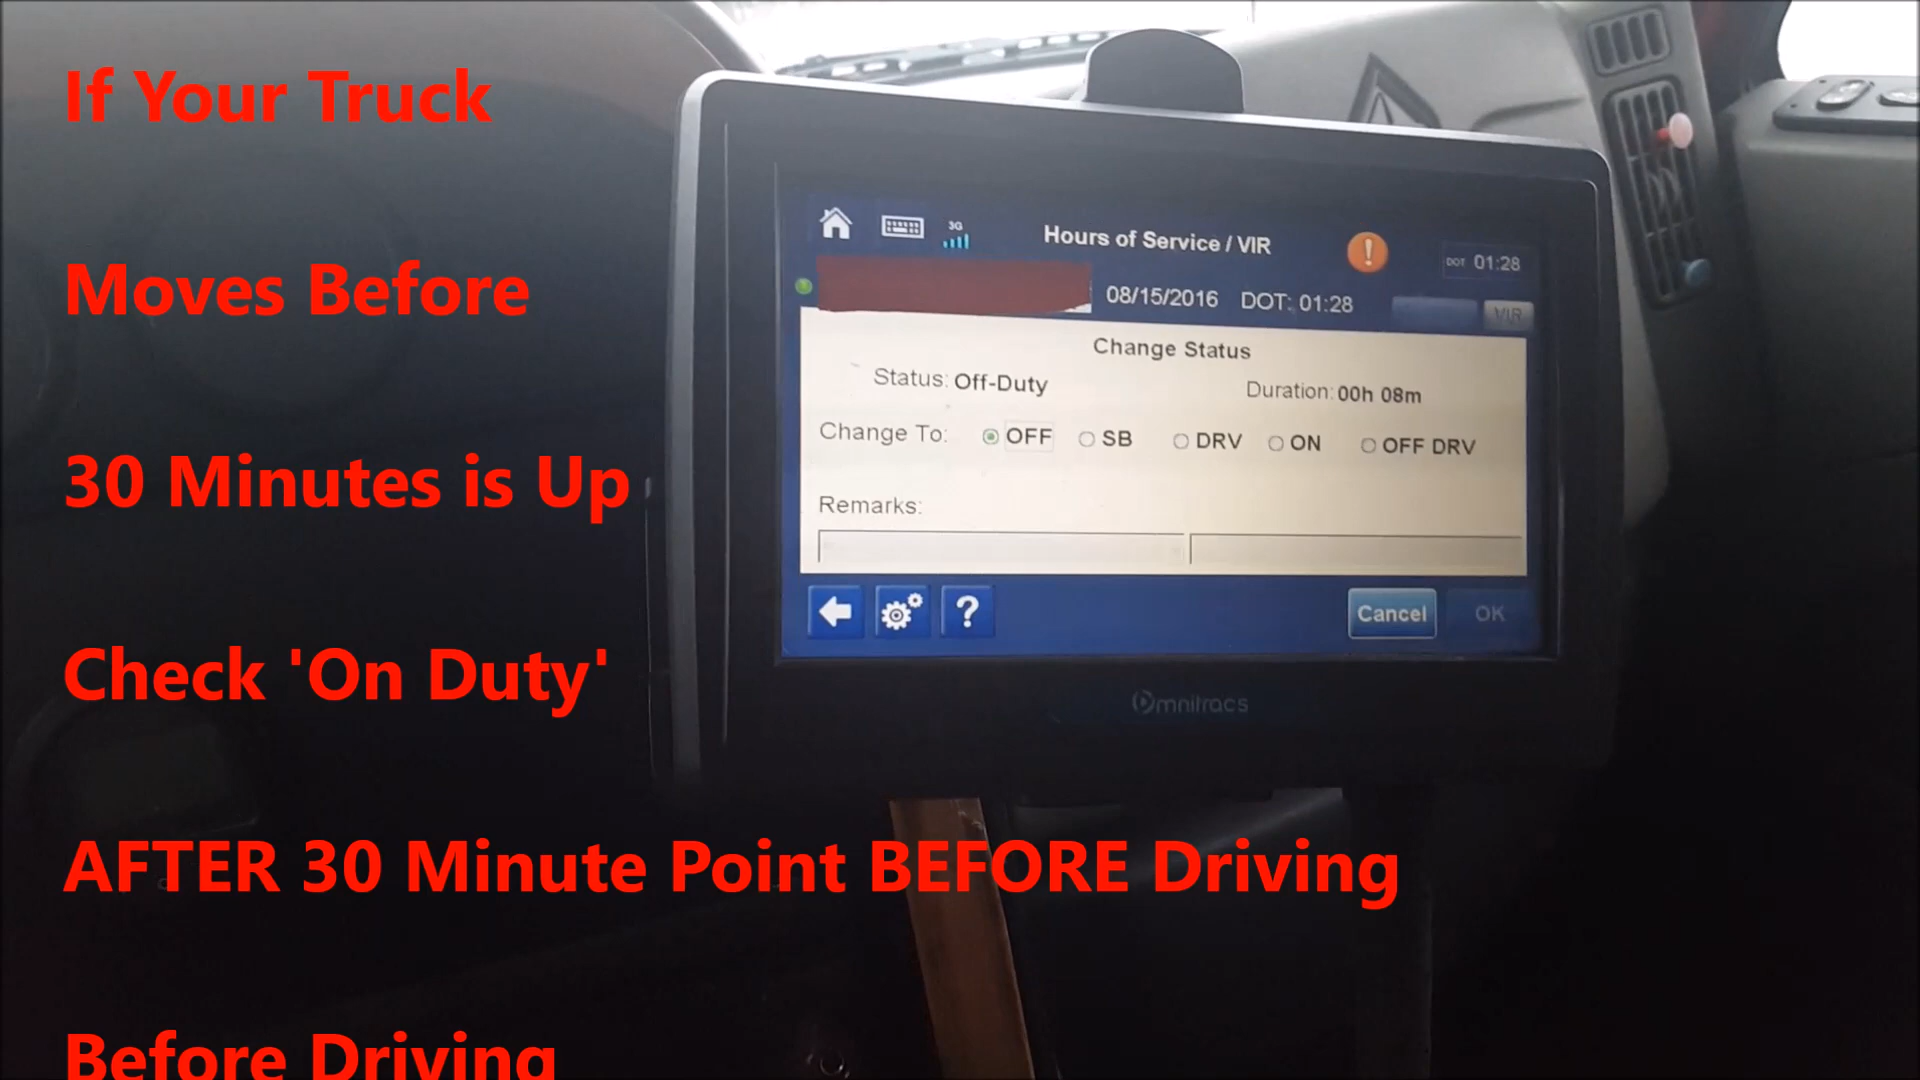 If Your Truck
Moves Before
30 Minutes is Up
Check 'On Duty'
AFTER 30 Minute Point BEFORE Driving
Before Driving
3G
Hours of Service / VIR
DOT 01:28
08/15/2016 DOT: 01:28
VIR
Change Status
Status: Off-Duty Duration: 00h 08m
Change To: OFF SB DRV ON OFF DRV
Remarks:
? Cancel OK
Omnitracs